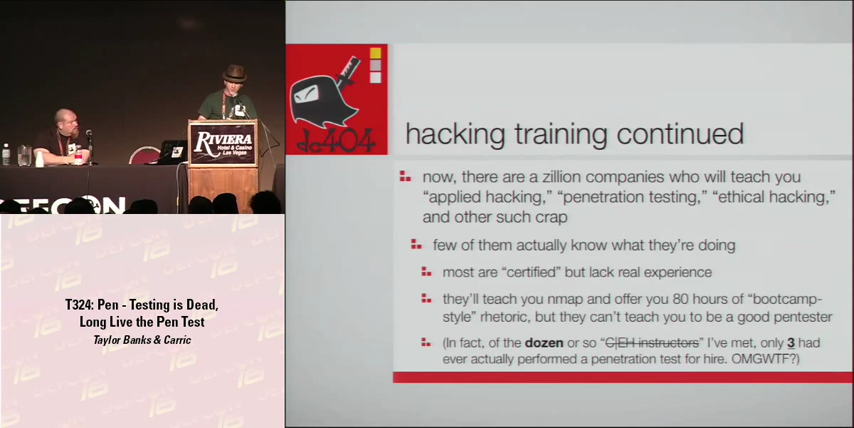 RIVIERA
Hotel & Casino
Las Vegas
DEFCON
T324: Pen - Testing is Dead,
Long Live the Pen Test
Taylor Banks & Carric
dc404
hacking training continued
now, there are a zillion companies who will teach you
“applied hacking,” “penetration testing,” “ethical hacking,”
and other such crap
few of them actually know what they’re doing
most are “certified” but lack real experience
they’ll teach you nmap and offer you 80 hours of “bootcamp-
style” rhetoric, but they can’t teach you to be a good pentester
(In fact, of the dozen or so “C|EH instructors” I’ve met, only 3 had
ever actually performed a penetration test for hire. OMGWTF?)